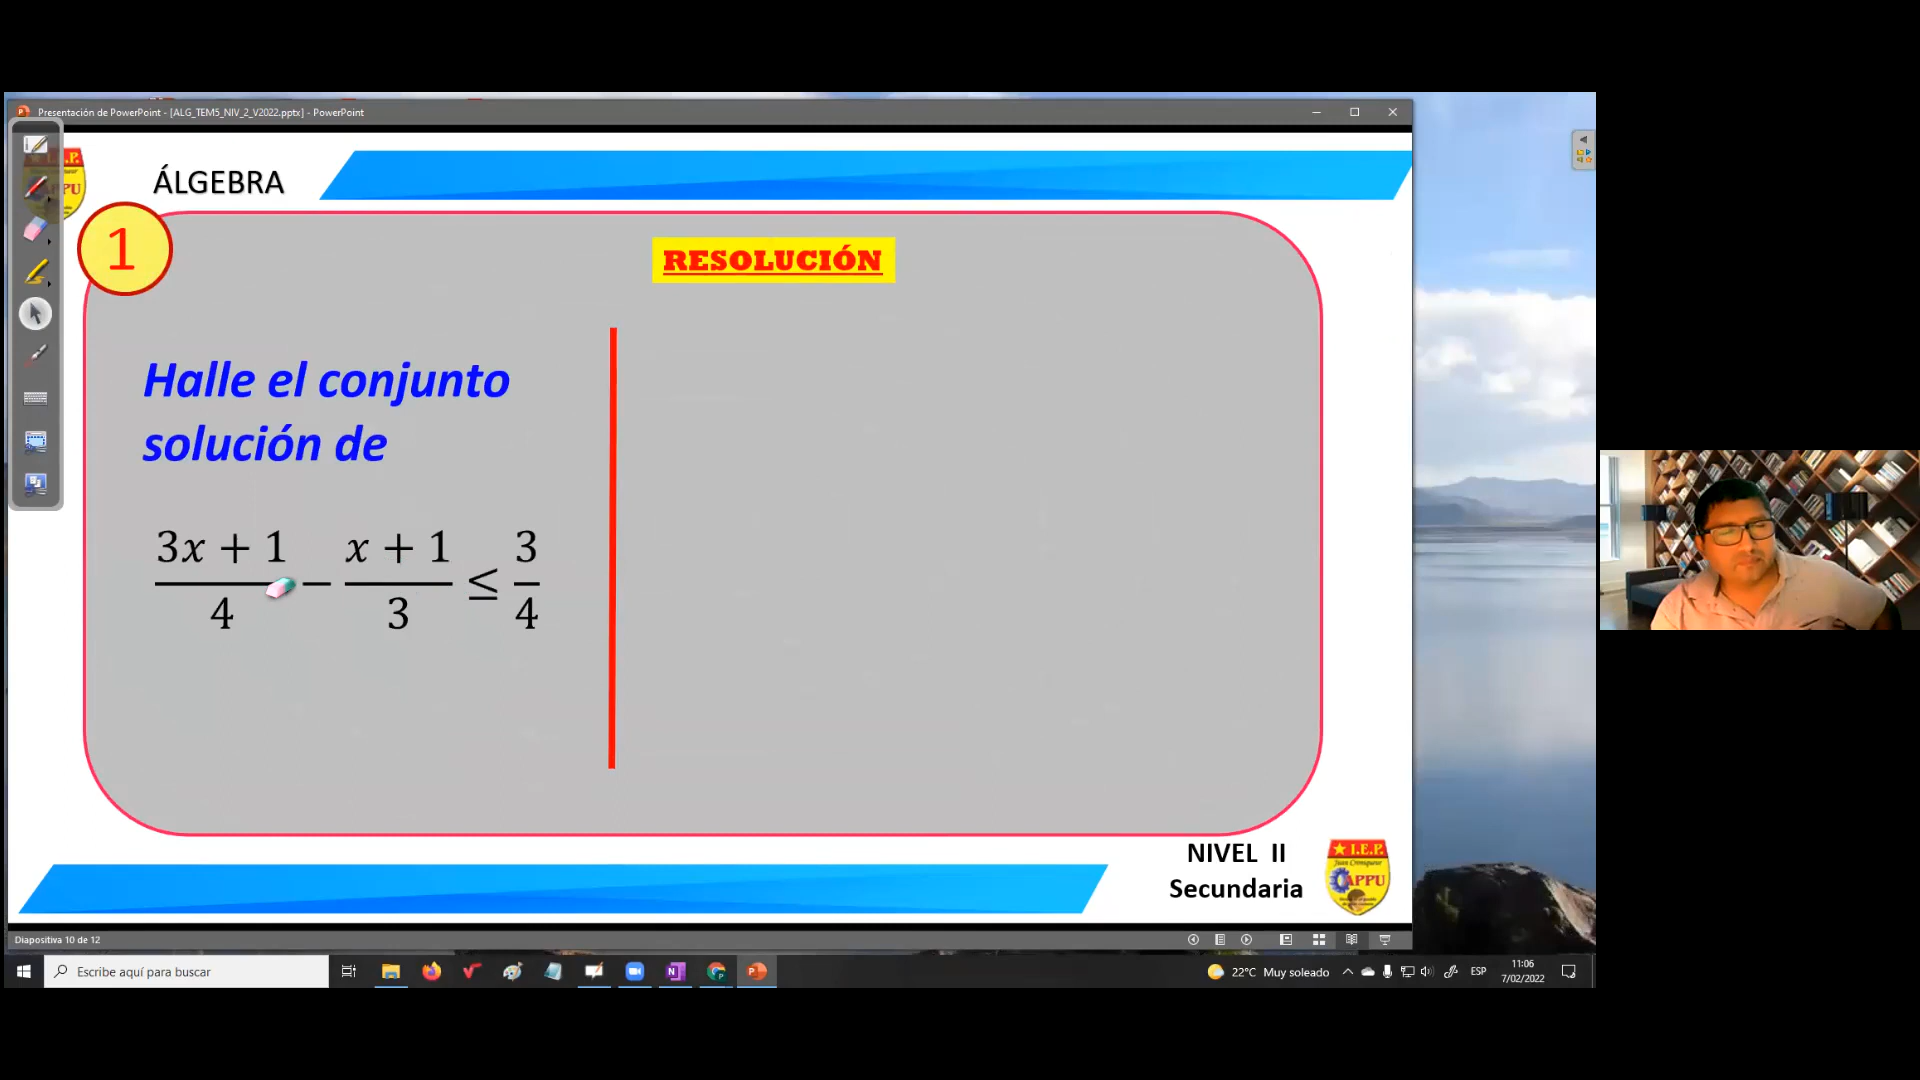 Presentación de PowerPoint - [ALG_TEM5_NIV_2_V2022.pptx] - PowerPoint
ÁLGEBRA
1
RESOLUCIÓN
Halle el conjunto
solución de
3x + 1 / 4 − x + 1 / 3 ≤ 3 / 4
NIVEL II
Secundaria
I.E.P.
APPU
Diapositiva 10 de 12
Escribe aquí para buscar
22°C Muy soleado
ESP
11:06
7/02/2022